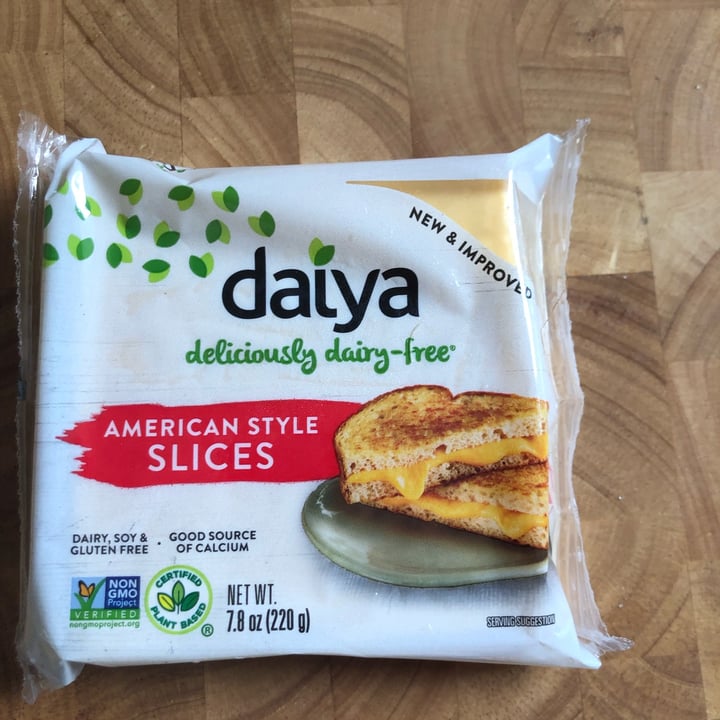 NEW & IMPROVED
daiya
deliciously dairy-free®
AMERICAN STYLE
SLICES
DAIRY, SOY &
GLUTEN FREE
· GOOD SOURCE
OF CALCIUM
NON
GMO
Project
VERIFIED
nongmoproject.org
CERTIFIED
PLANT BASED
®
NET WT.
7.8 oz (220 g)
SERVING SUGGESTION